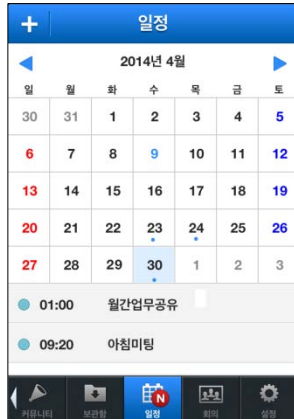 + 일정
2014년 4월
일 월 화 수 목 금 토
30 31 1 2 3 4 5
6 7 8 9 10 11 12
13 14 15 16 17 18 19
20 21 22 23 24 25 26
27 28 29 30 1 2 3
01:00 월간업무공유
09:20 아침미팅
N
커뮤니티 보관함 일정 회의 설정